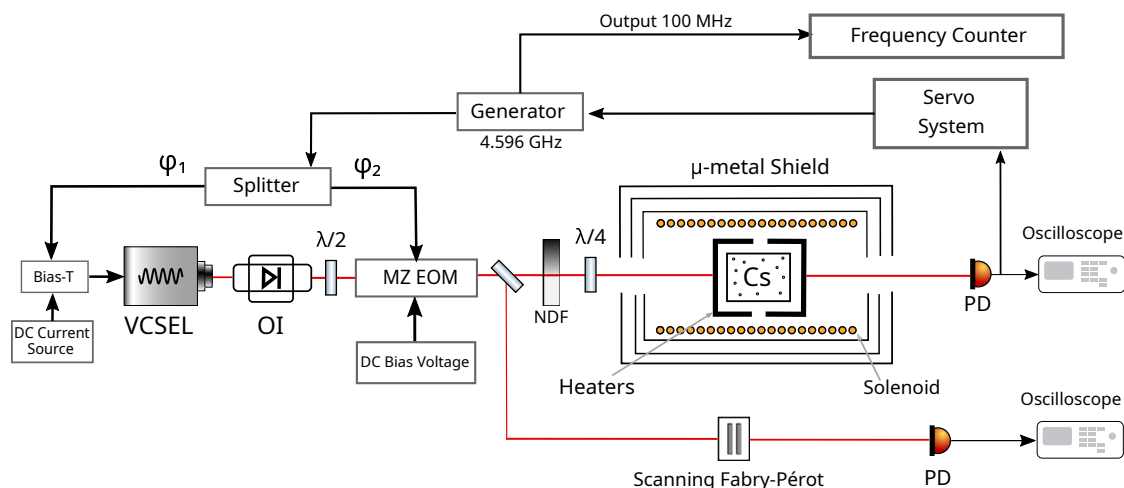 Output 100 MHz
Frequency Counter
Generator
4.596 GHz
Servo
System
φ₁
Splitter
φ₂
μ-metal Shield
Bias-T
λ/2
MZ EOM
λ/4
Cs
Oscilloscope
VCSEL
OI
NDF
PD
DC Current
Source
DC Bias Voltage
Heaters
Solenoid
Oscilloscope
Scanning Fabry-Pérot
PD